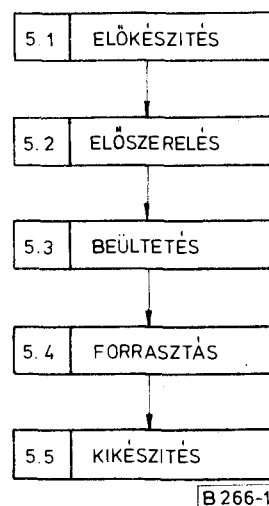 5.1 ELŐKÉSZITÉS
5.2 ELŐSZERELÉS
5.3 BEÜLTETÉS
5.4 FORRASZTÁS
5.5 KIKÉSZITÉS
B 266-1